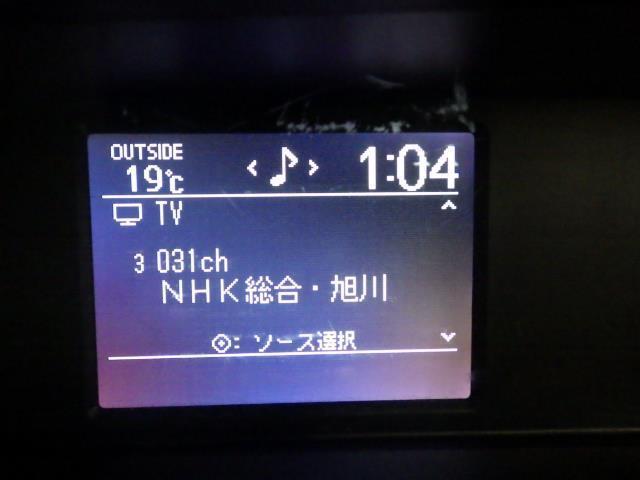 OUTSIDE
19℃
1:04
TV
3 031ch
NHK総合・旭川
: ソース選択